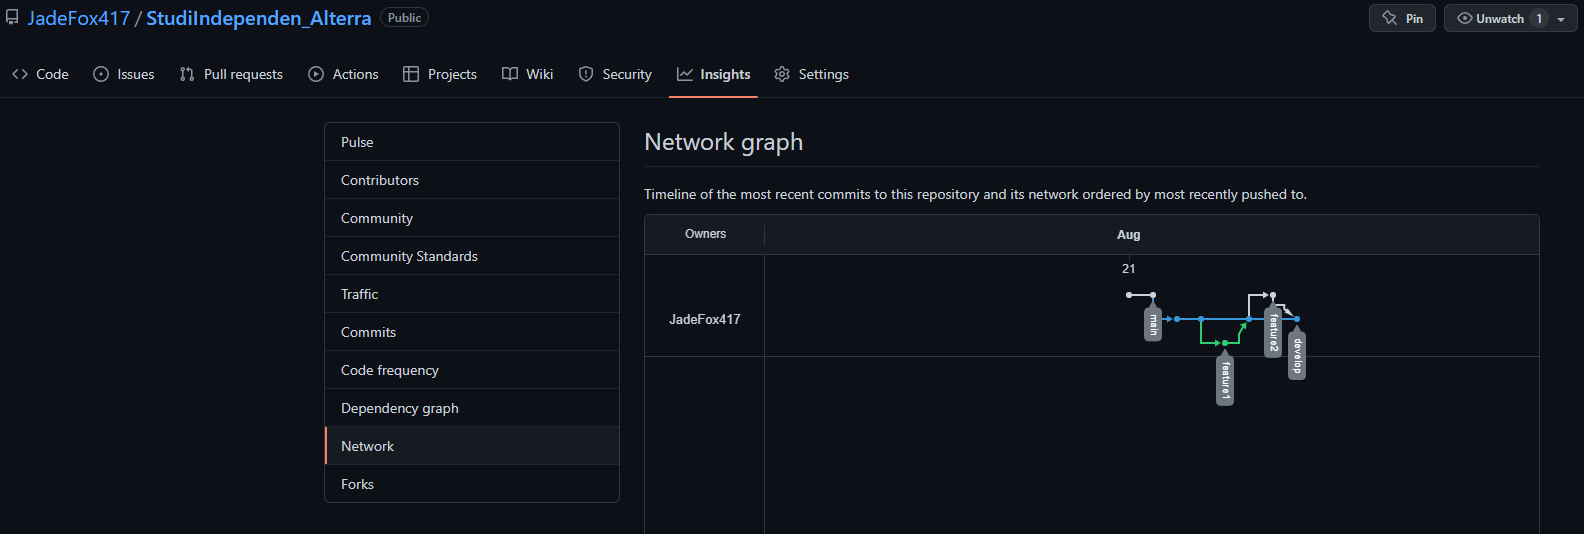 JadeFox417 / StudiIndependen_Alterra Public Pin Unwatch 1
Code Issues Pull requests Actions Projects Wiki Security Insights Settings
Pulse
Contributors
Community
Community Standards
Traffic
Commits
Code frequency
Dependency graph
Network
Forks
Network graph
Timeline of the most recent commits to this repository and its network ordered by most recently pushed to.
Owners Aug
21
JadeFox417
main
feature1
feature2
develop